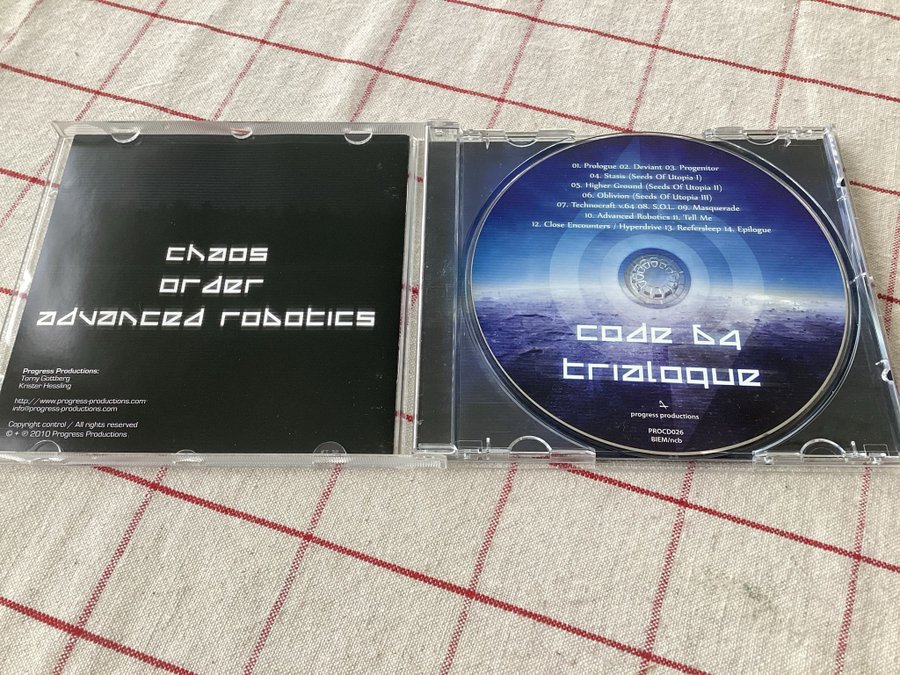 chaos
order
advanced robotics
Progress Productions:
Torny Gottberg
Krister Hessling
http://www.progress-productions.com
info@progress-productions.com
Copyright control / All rights reserved
© + ℗ 2010 Progress Productions
01. Prologue 02. Deviant 03. Progenitor
04. Stasis (Seeds Of Utopia I)
05. Higher Ground (Seeds Of Utopia II)
06. Oblivion (Seeds Of Utopia III)
07. Technocraft v.64 08. S.O.L. 09. Masquerade
10. Advanced Robotics 11. Tell Me
12. Close Encounters / Hyperdrive 13. Reefersleep 14. Epilogue
code 64
trialogue
progress productions
PROCD026
BIEM/ncb